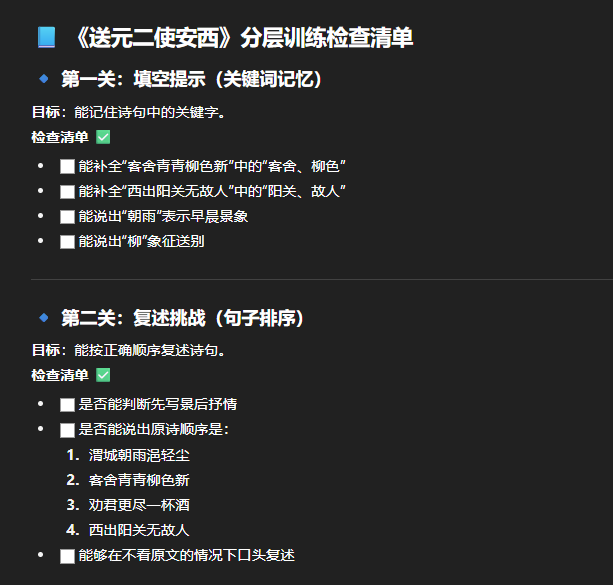 《送元二使安西》分层训练检查清单
第一关：填空提示（关键词记忆）
目标：能记住诗句中的关键字。
检查清单 ✅
• ⬜ 能补全“客舍青青柳色新”中的“客舍、柳色”
• ⬜ 能补全“西出阳关无故人”中的“阳关、故人”
• ⬜ 能说出“朝雨”表示早晨景象
• ⬜ 能说出“柳”象征送别
第二关：复述挑战（句子排序）
目标：能按正确顺序复述诗句。
检查清单 ✅
• ⬜ 是否能判断先写景后抒情
• ⬜ 是否能说出原诗顺序是：
1. 渭城朝雨浥轻尘
2. 客舍青青柳色新
3. 劝君更尽一杯酒
4. 西出阳关无故人
• ⬜ 能够在不看原文的情况下口头复述